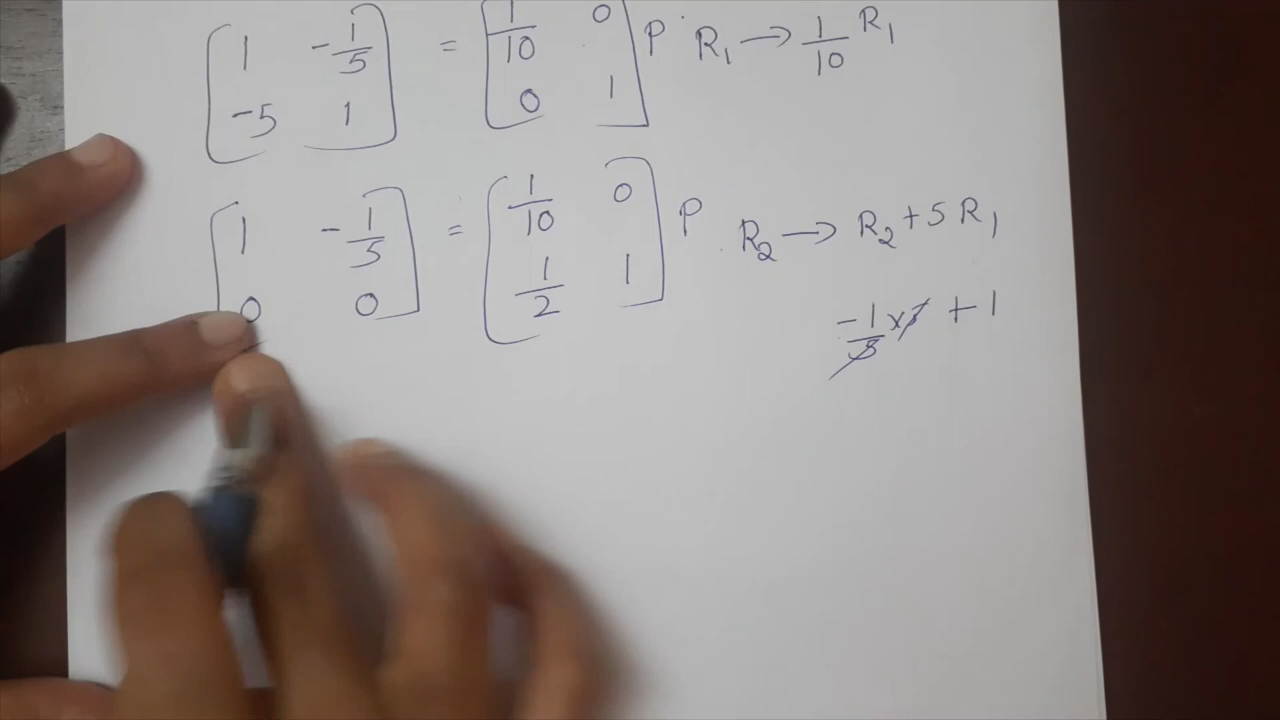 [1 -1/5; -5 1] = [1/10 0; 0 1] P R₁ → 1/10 R₁
[1 -1/5; 0 0] = [1/10 0; 1/2 1] P R₂ → R₂ + 5 R₁
-1/5 × 5 + 1